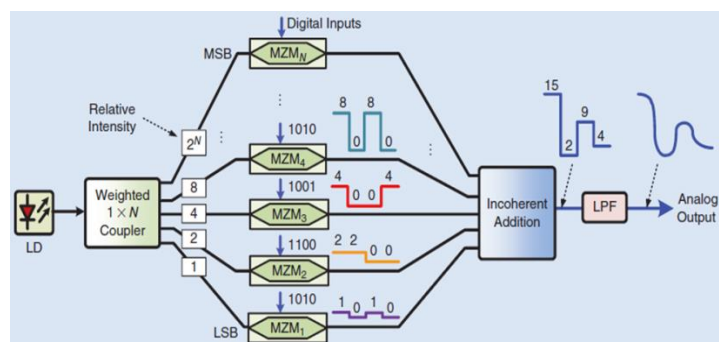 Digital Inputs
MSB
MZM_N
Relative
Intensity
2^N
⋮
⋮
⋮
1010
8 0 8 0
15
2
9
4
8
MZM_4
1001
4 0 0 4
LD
Weighted
1 × N
Coupler
4
MZM_3
Incoherent
Addition
LPF
Analog
Output
2
1100
2 2 0 0
MZM_2
1
1010
1 0 1 0
LSB
MZM_1